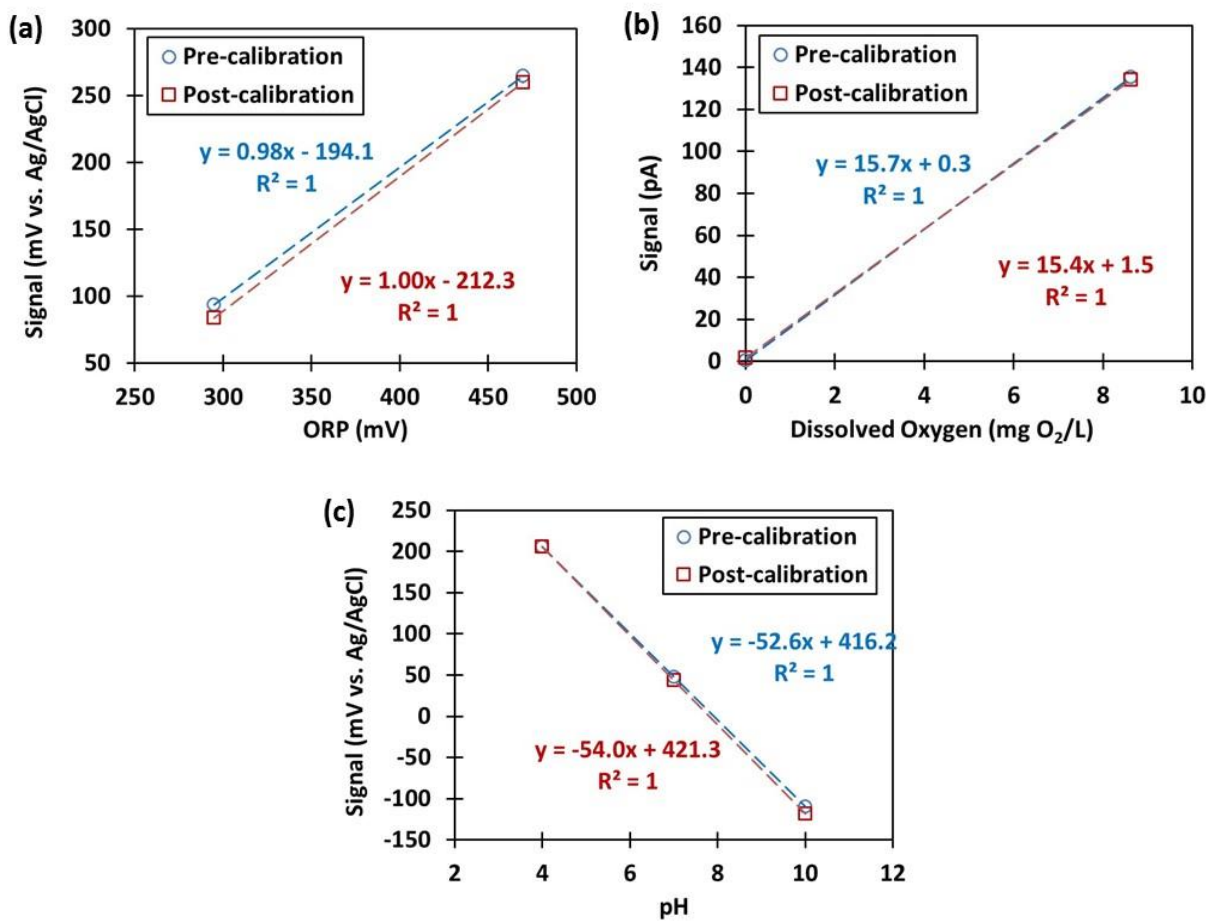 (a)
300
250
200
150
100
50
Signal (mV vs. Ag/AgCl)
Pre-calibration
Post-calibration
y = 0.98x - 194.1
R² = 1
y = 1.00x - 212.3
R² = 1
250 300 350 400 450 500
ORP (mV)
(b)
160
140
120
100
80
60
40
20
0
Signal (pA)
Pre-calibration
Post-calibration
y = 15.7x + 0.3
R² = 1
y = 15.4x + 1.5
R² = 1
0 2 4 6 8 10
Dissolved Oxygen (mg O₂/L)
(c)
250
200
150
100
50
0
-50
-100
-150
Signal (mV vs. Ag/AgCl)
Pre-calibration
Post-calibration
y = -52.6x + 416.2
R² = 1
y = -54.0x + 421.3
R² = 1
2 4 6 8 10 12
pH